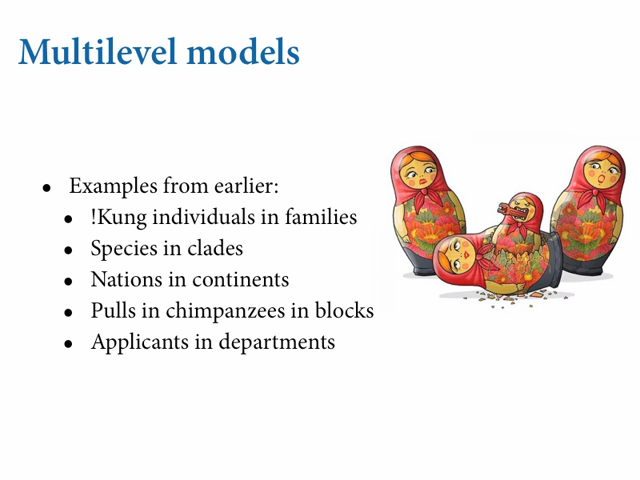 Multilevel models
• Examples from earlier:
• !Kung individuals in families
• Species in clades
• Nations in continents
• Pulls in chimpanzees in blocks
• Applicants in departments